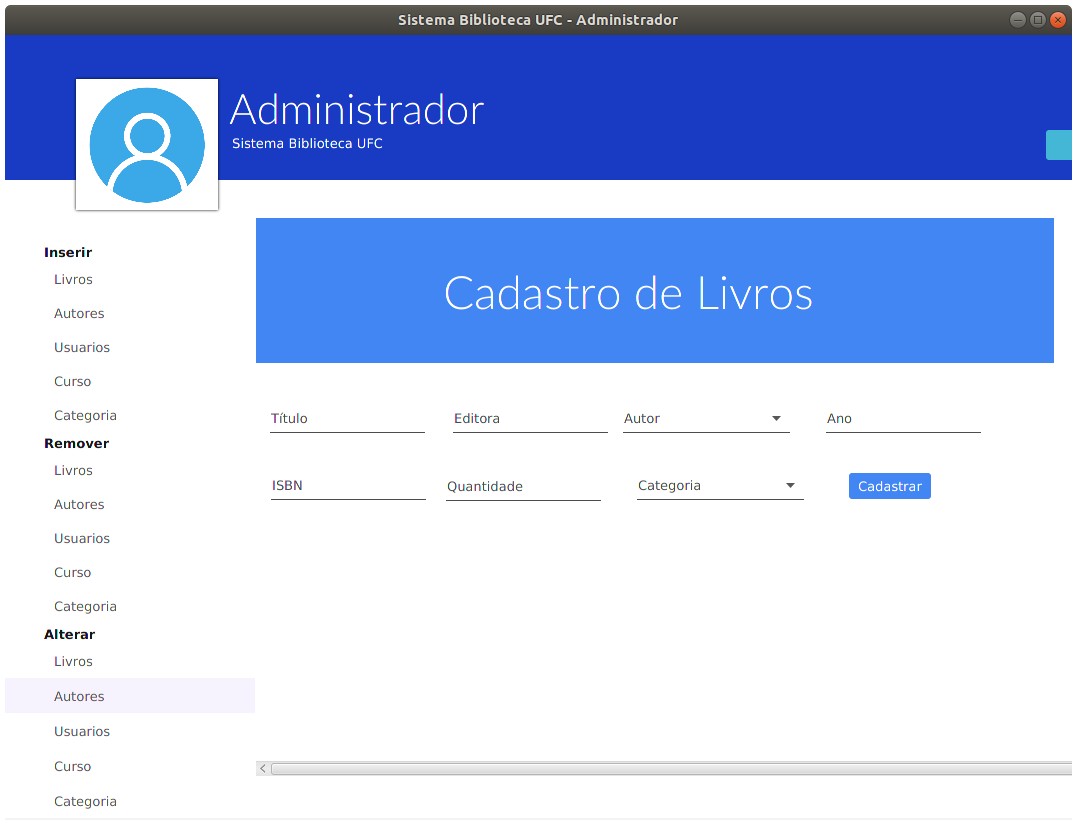 Sistema Biblioteca UFC - Administrador
Administrador
Sistema Biblioteca UFC
Inserir
Livros
Autores
Usuarios
Curso
Categoria
Remover
Livros
Autores
Usuarios
Curso
Categoria
Alterar
Livros
Autores
Usuarios
Curso
Categoria
Cadastro de Livros
Título Editora Autor Ano
ISBN Quantidade Categoria Cadastrar